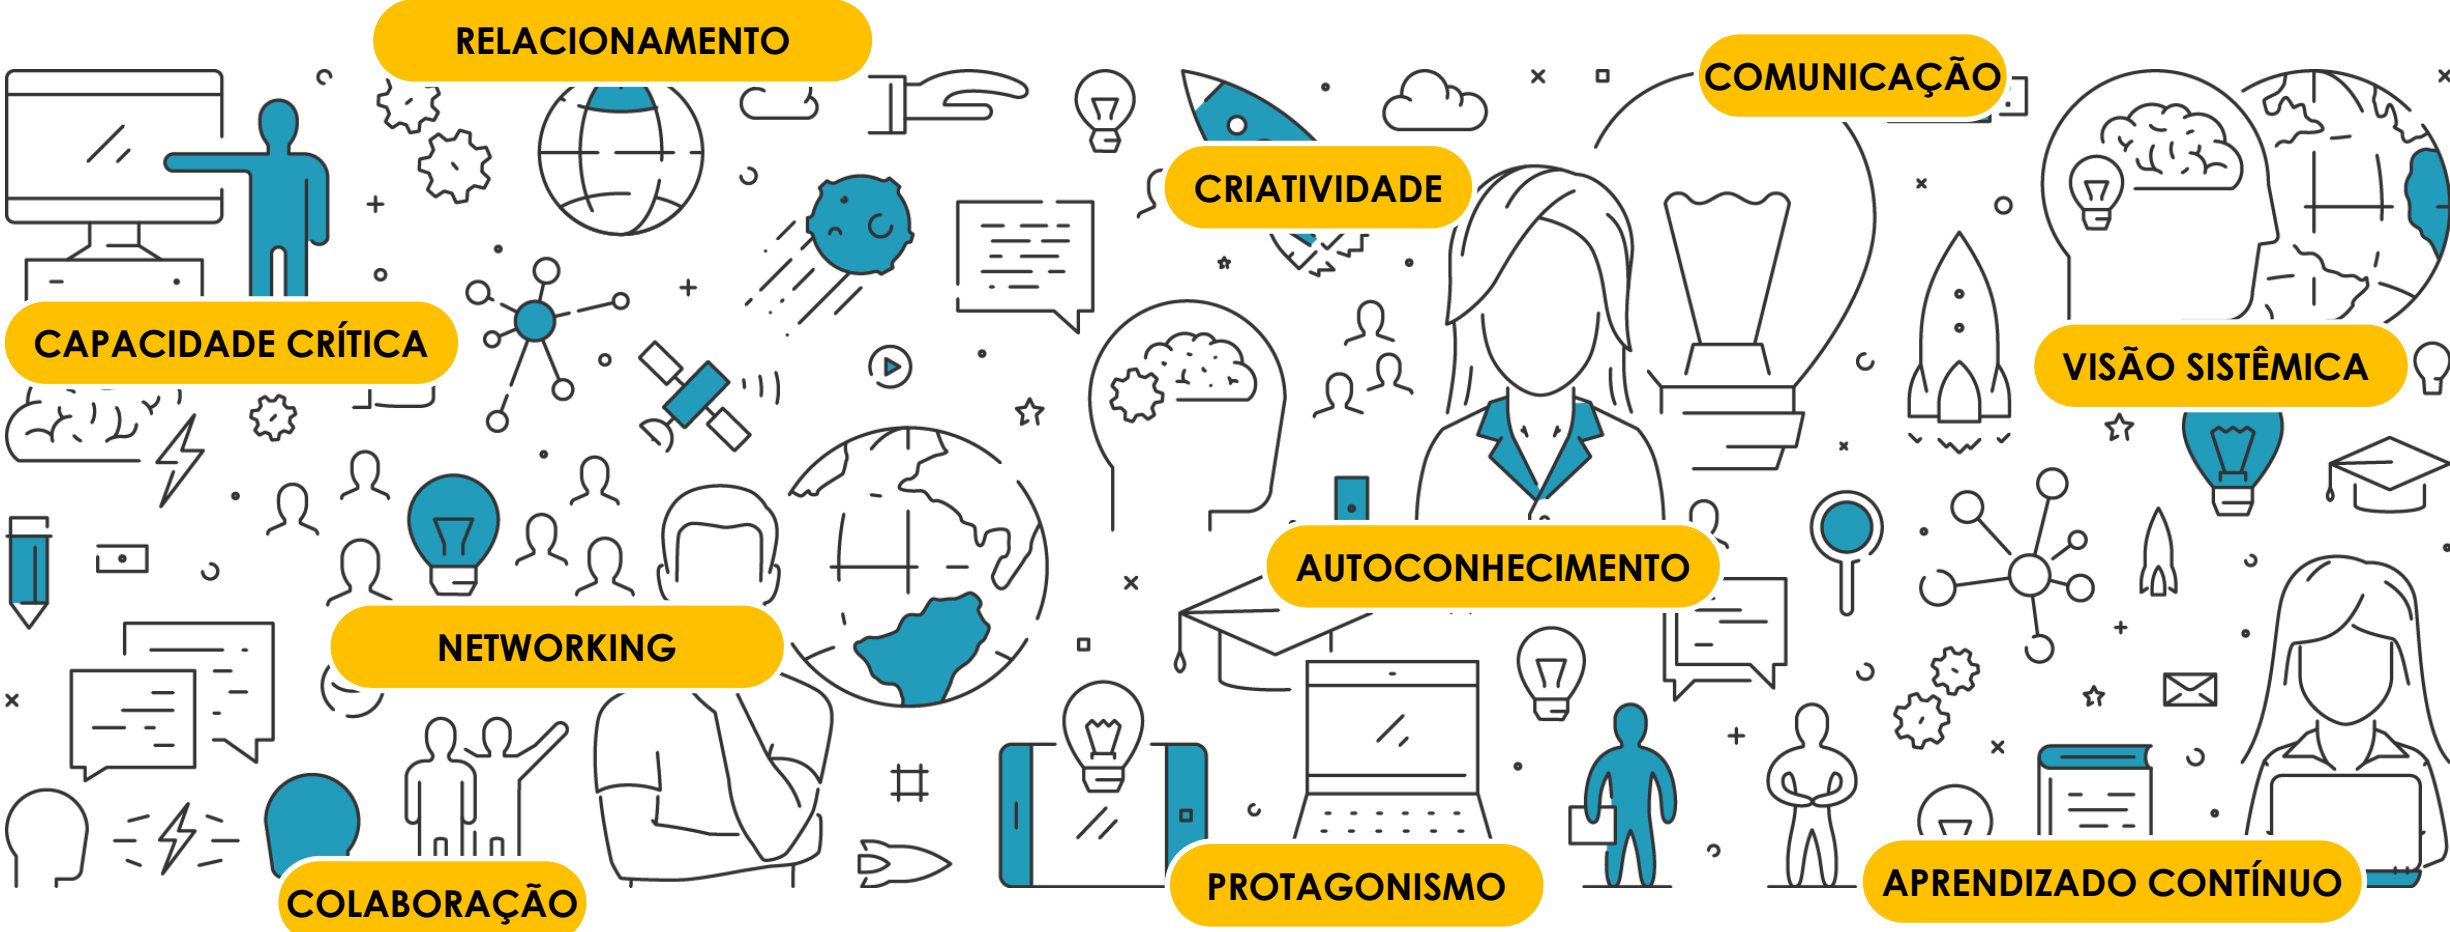 RELACIONAMENTO
COMUNICAÇÃO
CRIATIVIDADE
CAPACIDADE CRÍTICA
VISÃO SISTÊMICA
AUTOCONHECIMENTO
NETWORKING
COLABORAÇÃO
PROTAGONISMO
APRENDIZADO CONTÍNUO